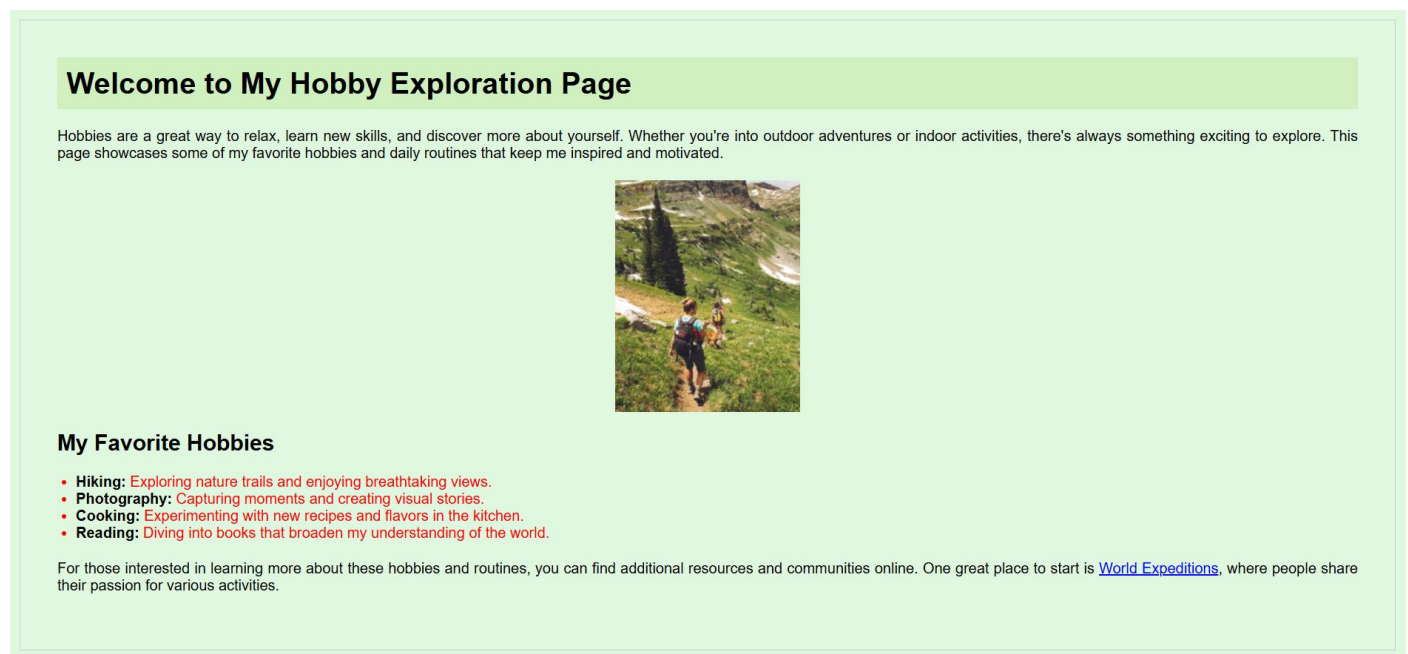 Welcome to My Hobby Exploration Page
Hobbies are a great way to relax, learn new skills, and discover more about yourself. Whether you're into outdoor adventures or indoor activities, there's always something exciting to explore. This
page showcases some of my favorite hobbies and daily routines that keep me inspired and motivated.
My Favorite Hobbies
• Hiking: Exploring nature trails and enjoying breathtaking views.
• Photography: Capturing moments and creating visual stories.
• Cooking: Experimenting with new recipes and flavors in the kitchen.
• Reading: Diving into books that broaden my understanding of the world.
For those interested in learning more about these hobbies and routines, you can find additional resources and communities online. One great place to start is World Expeditions, where people share
their passion for various activities.